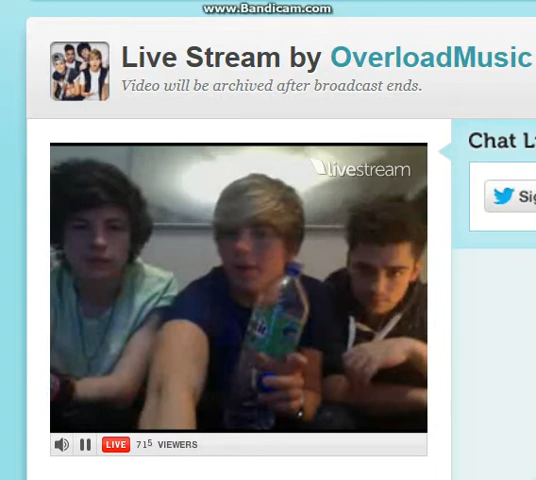 www.Bandicam.com
Live Stream by OverloadMusic
Video will be archived after broadcast ends.
Chat
livestream
LIVE 715 VIEWERS